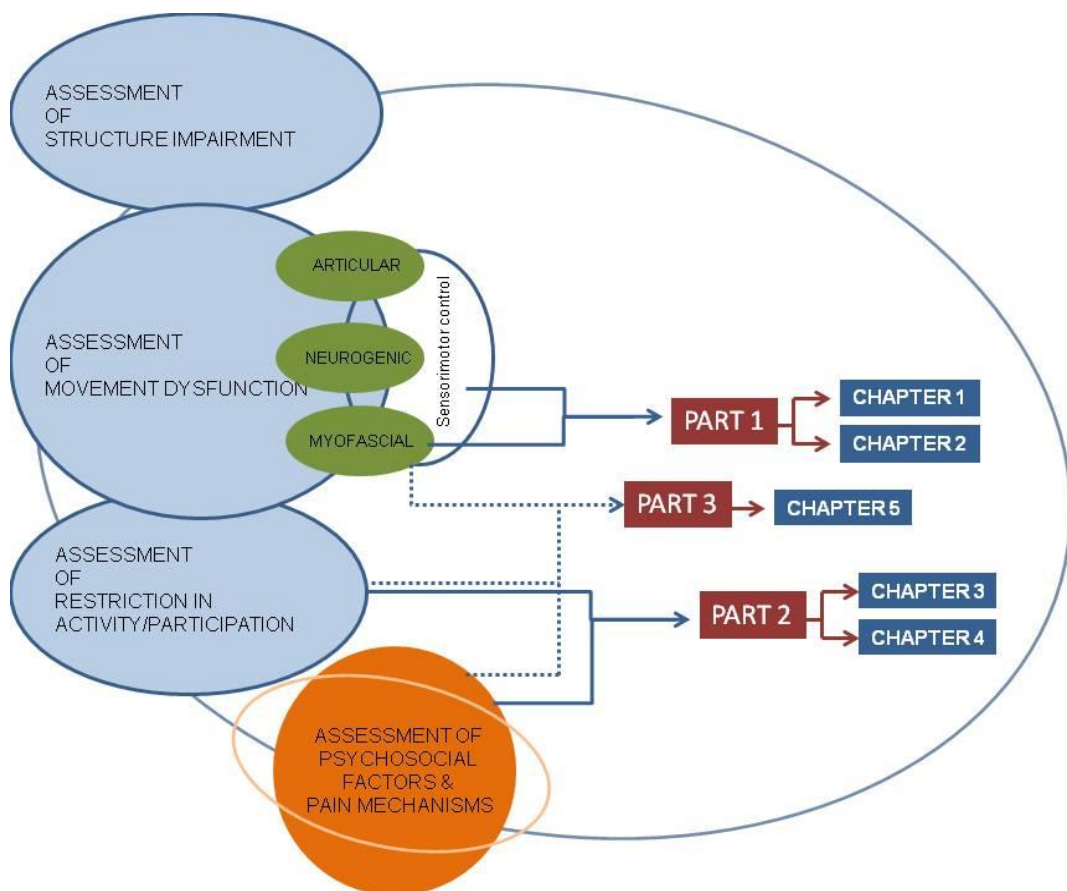 ASSESSMENT
OF
STRUCTURE IMPAIRMENT
ASSESSMENT
OF
MOVEMENT DYSFUNCTION
ARTICULAR
NEUROGENIC
MYOFASCIAL
Sensorimotor control
PART 1
CHAPTER 1
CHAPTER 2
PART 3
CHAPTER 5
ASSESSMENT
OF
RESTRICTION IN
ACTIVITY/PARTICIPATION
PART 2
CHAPTER 3
CHAPTER 4
ASSESSMENT OF
PSYCHOSOCIAL
FACTORS &
PAIN MECHANISMS